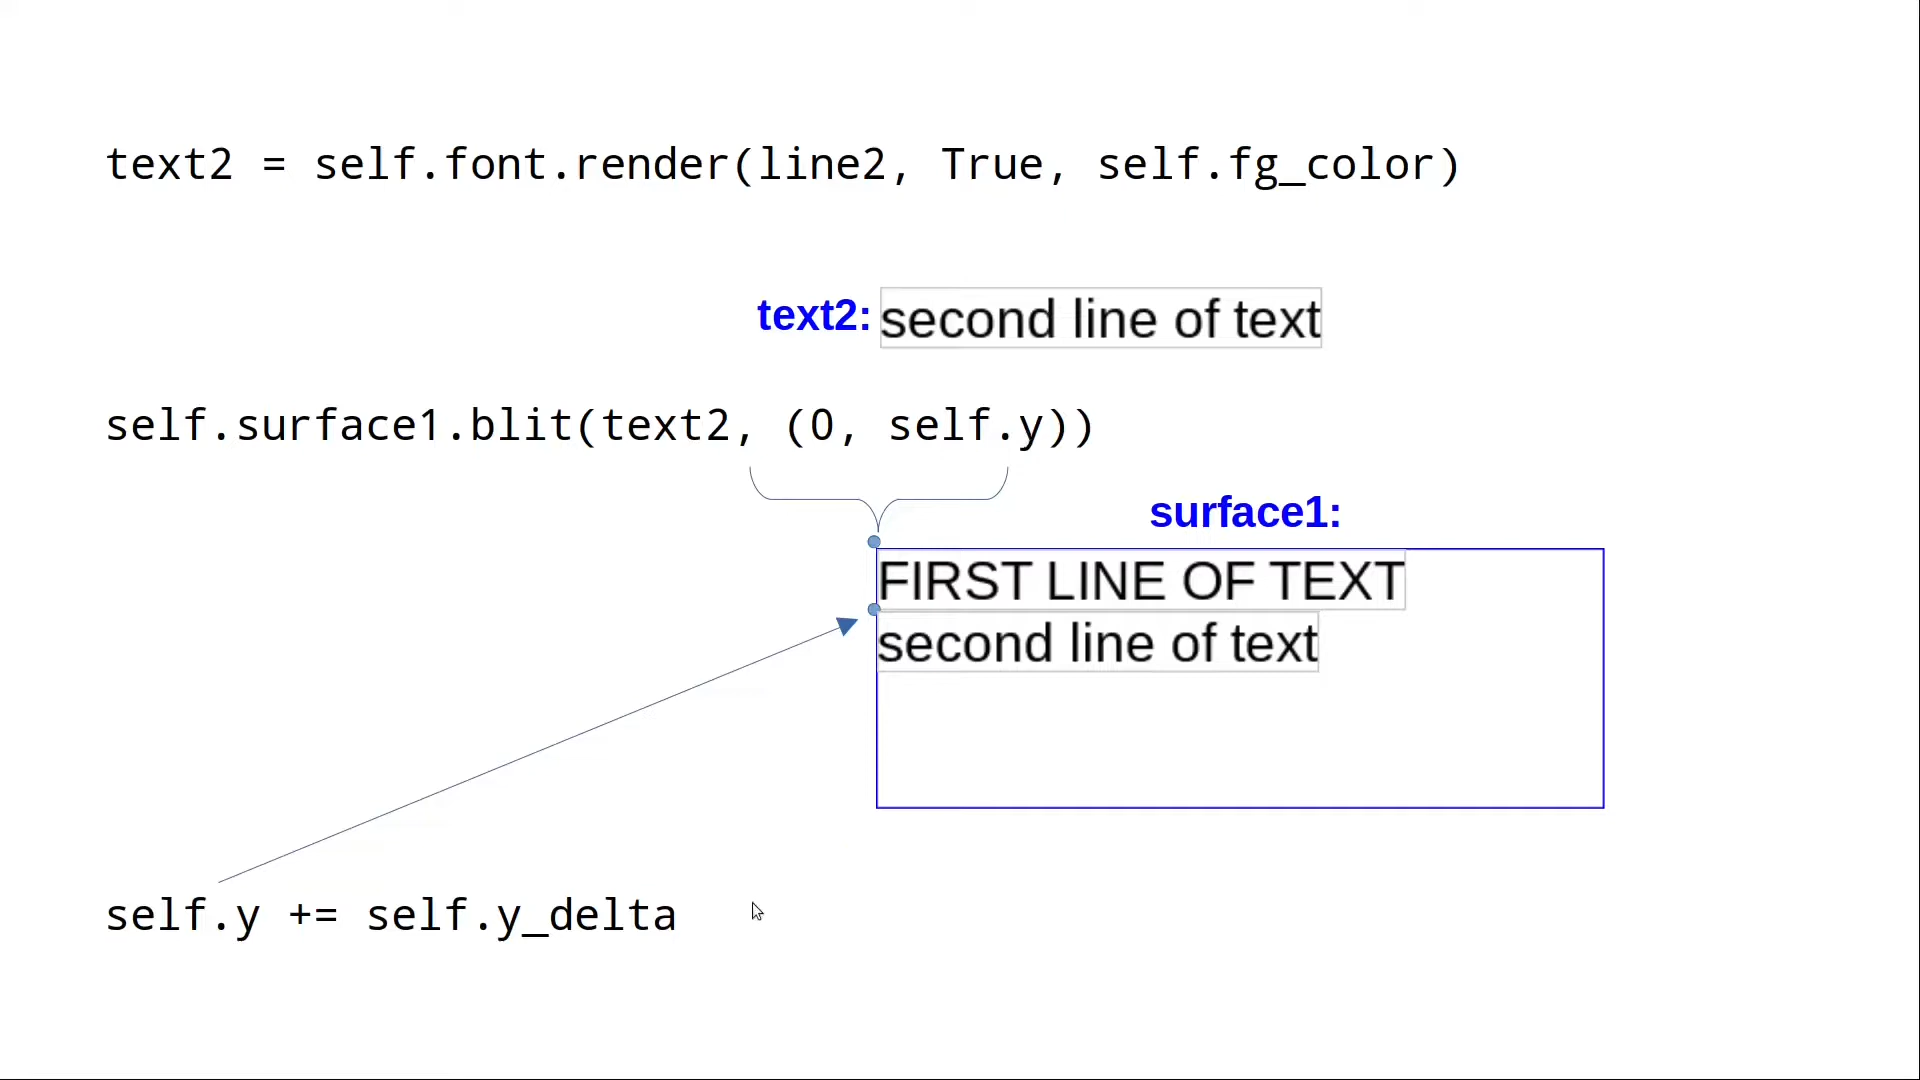 text2 = self.font.render(line2, True, self.fg_color)
text2: second line of text
self.surface1.blit(text2, (0, self.y))
surface1:
FIRST LINE OF TEXT
second line of text
self.y += self.y_delta